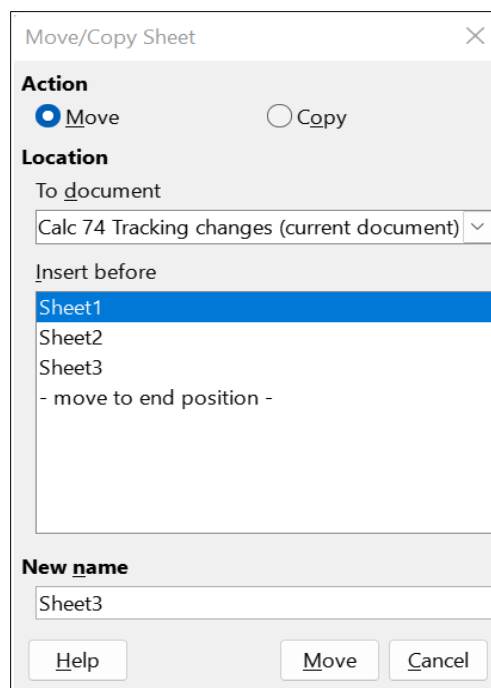 Move/Copy Sheet
Action
Move Copy
Location
To document
Calc 74 Tracking changes (current document)
Insert before
Sheet1
Sheet2
Sheet3
- move to end position -
New name
Sheet3
Help Move Cancel